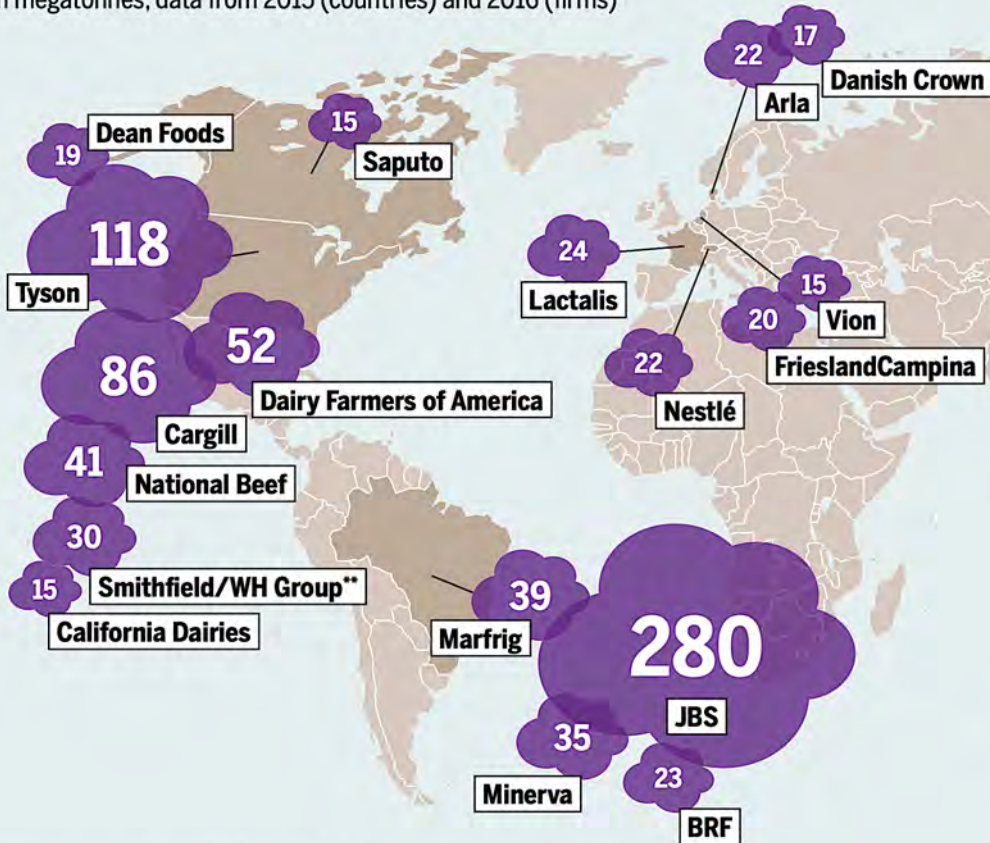 megatonnes, data from 2015 (countries) and 2016 (firms)
22
17
Danish Crown
Arla
15
Saputo
19
Dean Foods
118
Tyson
24
Lactalis
15
Vion
20
FrieslandCampina
22
Nestlé
52
Dairy Farmers of America
86
Cargill
41
National Beef
30
Smithfield/WH Group**
15
California Dairies
39
Marfrig
280
JBS
35
Minerva
23
BRF